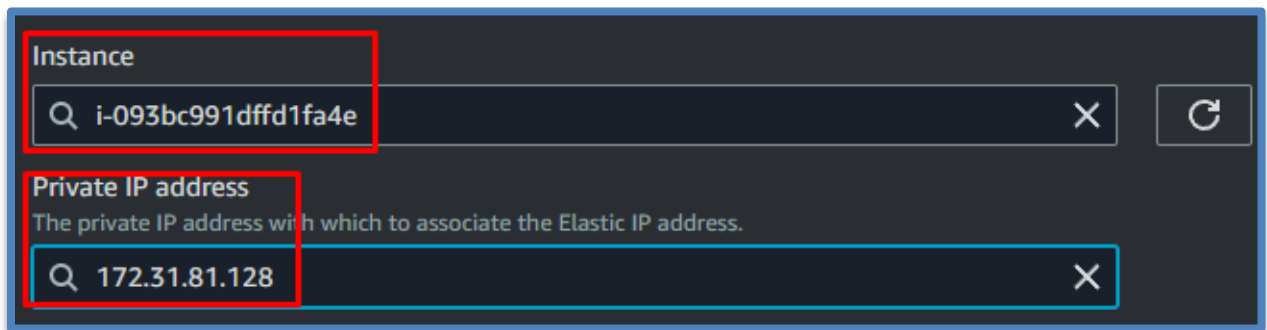 Instance
i-093bc991dffd1fa4e
Private IP address
The private IP address with which to associate the Elastic IP address.
172.31.81.128